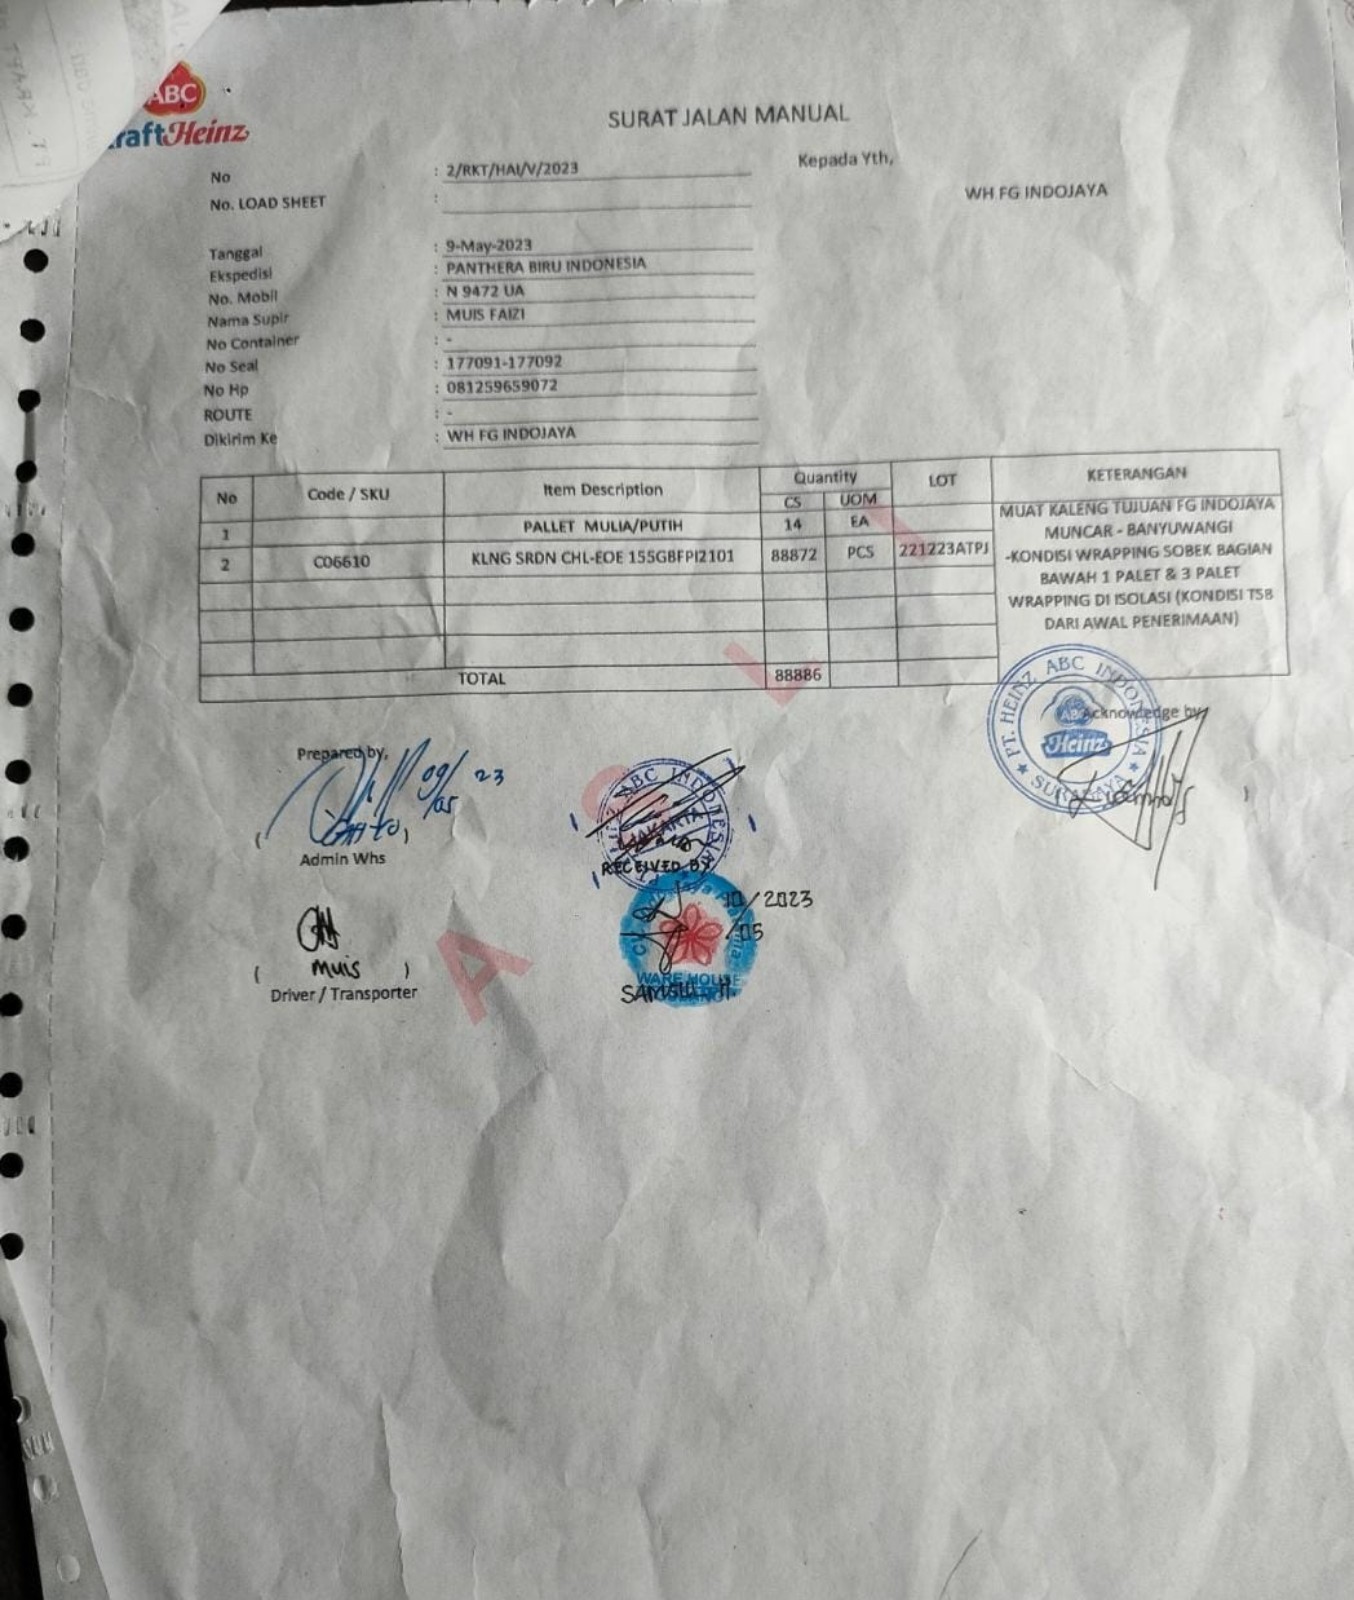 ABC
raftHeinz
SURAT JALAN MANUAL
No : 2/RKT/HAI/V/2023
Kepada Yth,
No. LOAD SHEET :
WH FG INDOJAYA
Tanggal : 9-May-2023
Ekspedisi : PANTHERA BIRU INDONESIA
No. Mobil : N 9472 UA
Nama Supir : MUIS FAIZI
No Container : -
No Seal : 177091-177092
No Hp : 081259659072
ROUTE : -
Dikirim Ke : WH FG INDOJAYA
No Code / SKU Item Description Quantity LOT KETERANGAN
CS UOM
1 PALLET MULIA/PUTIH 14 EA
2 C06610 KLNG SRDN CHL-EOE 155GBFPI2101 88872 PCS 221223ATPJ
MUAT KALENG TUJUAN FG INDOJAYA
MUNCAR - BANYUWANGI
-KONDISI WRAPPING SOBEK BAGIAN
BAWAH 1 PALET & 3 PALET
WRAPPING DI ISOLASI (KONDISI TSB
DARI AWAL PENERIMAAN)
TOTAL 88886
PT. HEINZ ABC INDONESIA
ABC
Heinz
SURABAYA
Acknowledge by
Prepared by,
09/05 23
( )
Admin Whs
ABC INDONESIA
JAKARTA
RECEIVED BY
10/05/2023
WARE HOUSE
SAMSUL H.
( Muis )
Driver / Transporter
A S L I